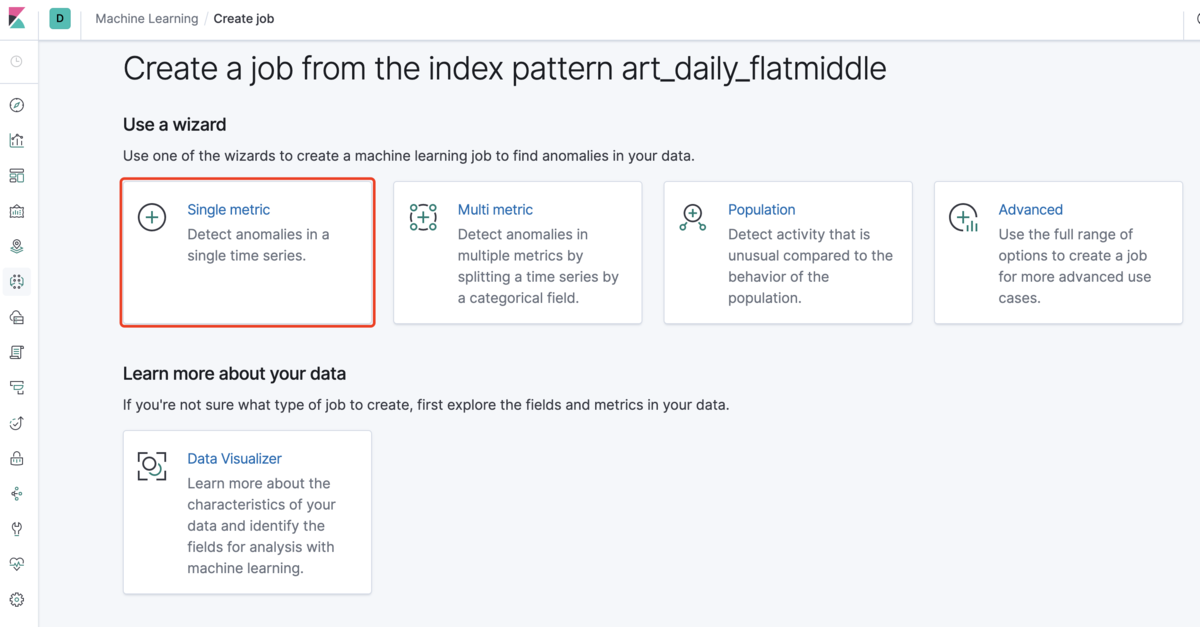 D Machine Learning / Create job
Create a job from the index pattern art_daily_flatmiddle
Use a wizard
Use one of the wizards to create a machine learning job to find anomalies in your data.
Single metric
Detect anomalies in a
single time series.
Multi metric
Detect anomalies in
multiple metrics by
splitting a time series by
a categorical field.
Population
Detect activity that is
unusual compared to the
behavior of the
population.
Advanced
Use the full range of
options to create a job
for more advanced use
cases.
Learn more about your data
If you're not sure what type of job to create, first explore the fields and metrics in your data.
Data Visualizer
Learn more about the
characteristics of your
data and identify the
fields for analysis with
machine learning.